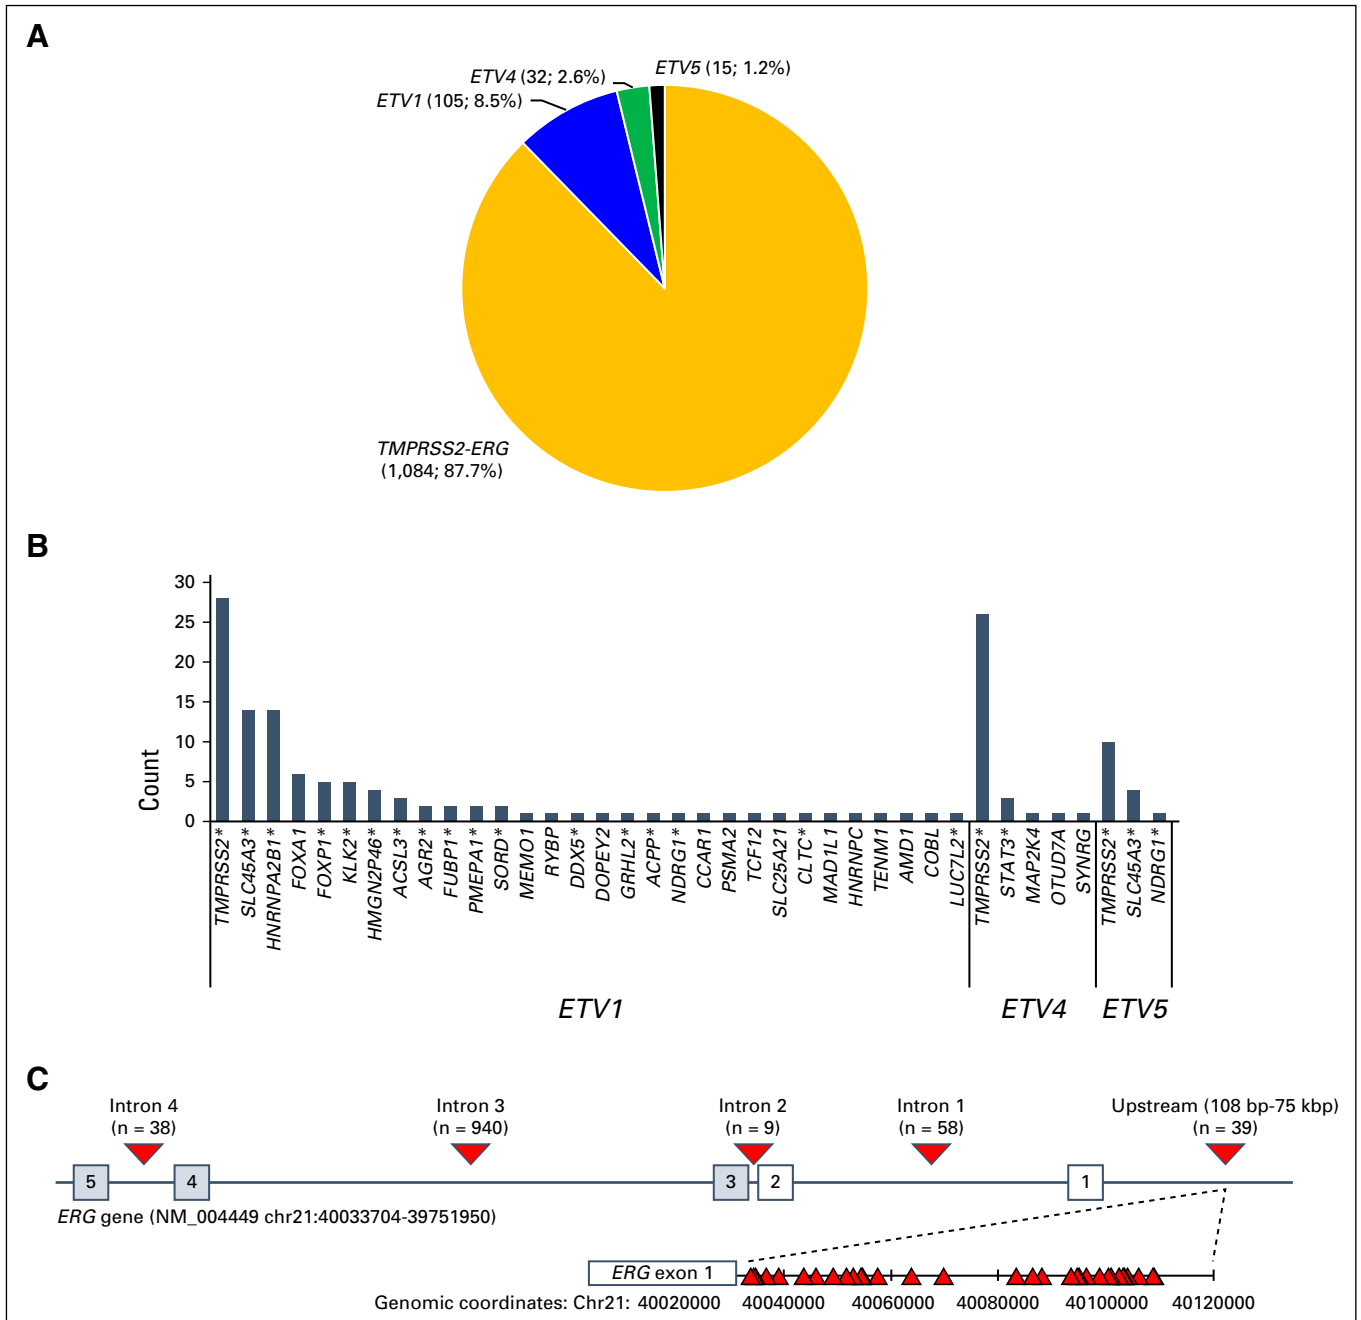 A
ETV4 (32; 2.6%)
ETV5 (15; 1.2%)
ETV1 (105; 8.5%)
TMPRSS2-ERG
(1,084; 87.7%)
B
Count
30
25
20
15
10
5
0
TMPRSS2*
SLC45A3*
HNRNPA2B1*
FOXA1
FOXP1*
KLK2*
HMGN2P46*
ACSL3*
AGR2*
FUBP1*
PMEPA1*
SORD*
MEMO1
RYBP
DDX5*
DOPEY2
GRHL2*
ACPP*
NDRG1*
CCAR1
PSMA2
TCF12
SLC25A21
CLTC*
MAD1L1
HNRNPC
TENM1
AMD1
COBL
LUC7L2*
TMPRSS2*
STAT3*
MAP2K4
OTUD7A
SYNRG
TMPRSS2*
SLC45A3*
NDRG1*
ETV1
ETV4
ETV5
C
Intron 4
(n = 38)
Intron 3
(n = 940)
Intron 2
(n = 9)
Intron 1
(n = 58)
Upstream (108 bp-75 kbp)
(n = 39)
5
4
3
2
1
ERG gene (NM_004449 chr21:40033704-39751950)
ERG exon 1
Genomic coordinates: Chr21: 40020000 40040000 40060000 40080000 40100000 40120000